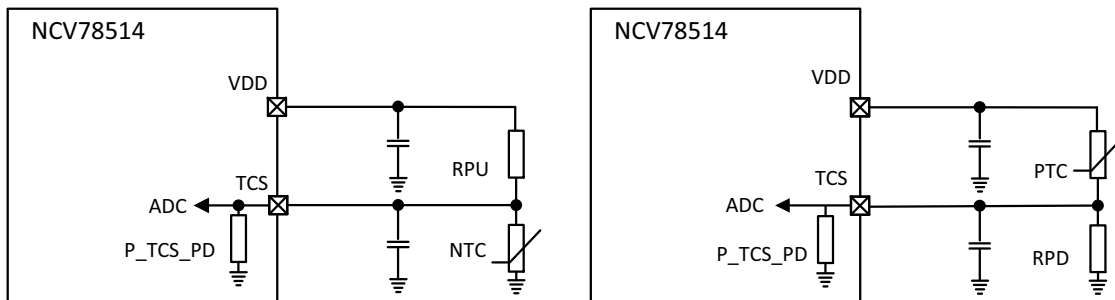 NCV78514
VDD
RPU
TCS
ADC
P_TCS_PD
NTC
NCV78514
VDD
PTC
TCS
ADC
P_TCS_PD
RPD